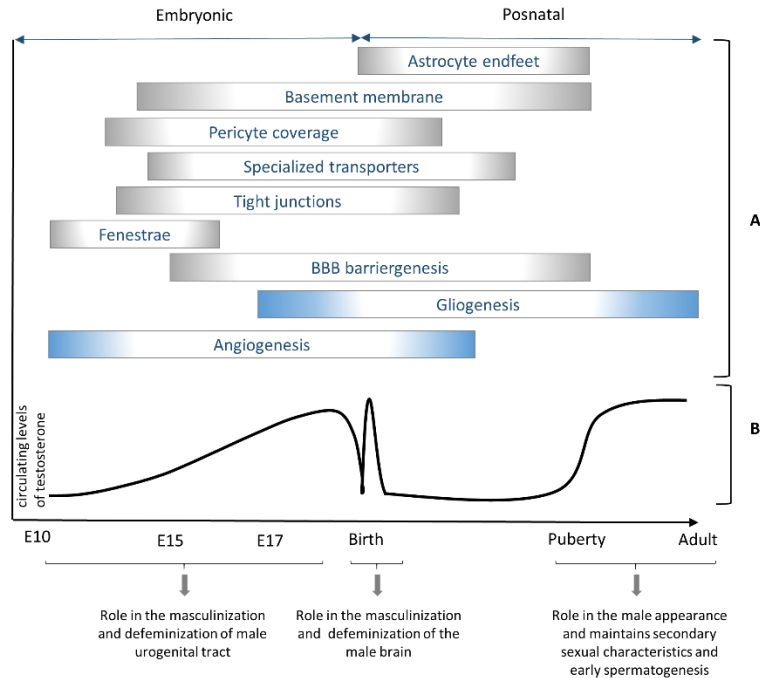 Embryonic
Posnatal
Astrocyte endfeet
Basement membrane
Pericyte coverage
Specialized transporters
Tight junctions
Fenestrae
BBB barriergenesis
Gliogenesis
Angiogenesis
A
circulating levels
of testosterone
B
E10
E15
E17
Birth
Puberty
Adult
Role in the masculinization
and defeminization of male
urogenital tract
Role in the masculinization
and defeminization of the
male brain
Role in the male appearance
and maintains secondary
sexual characteristics and
early spermatogenesis